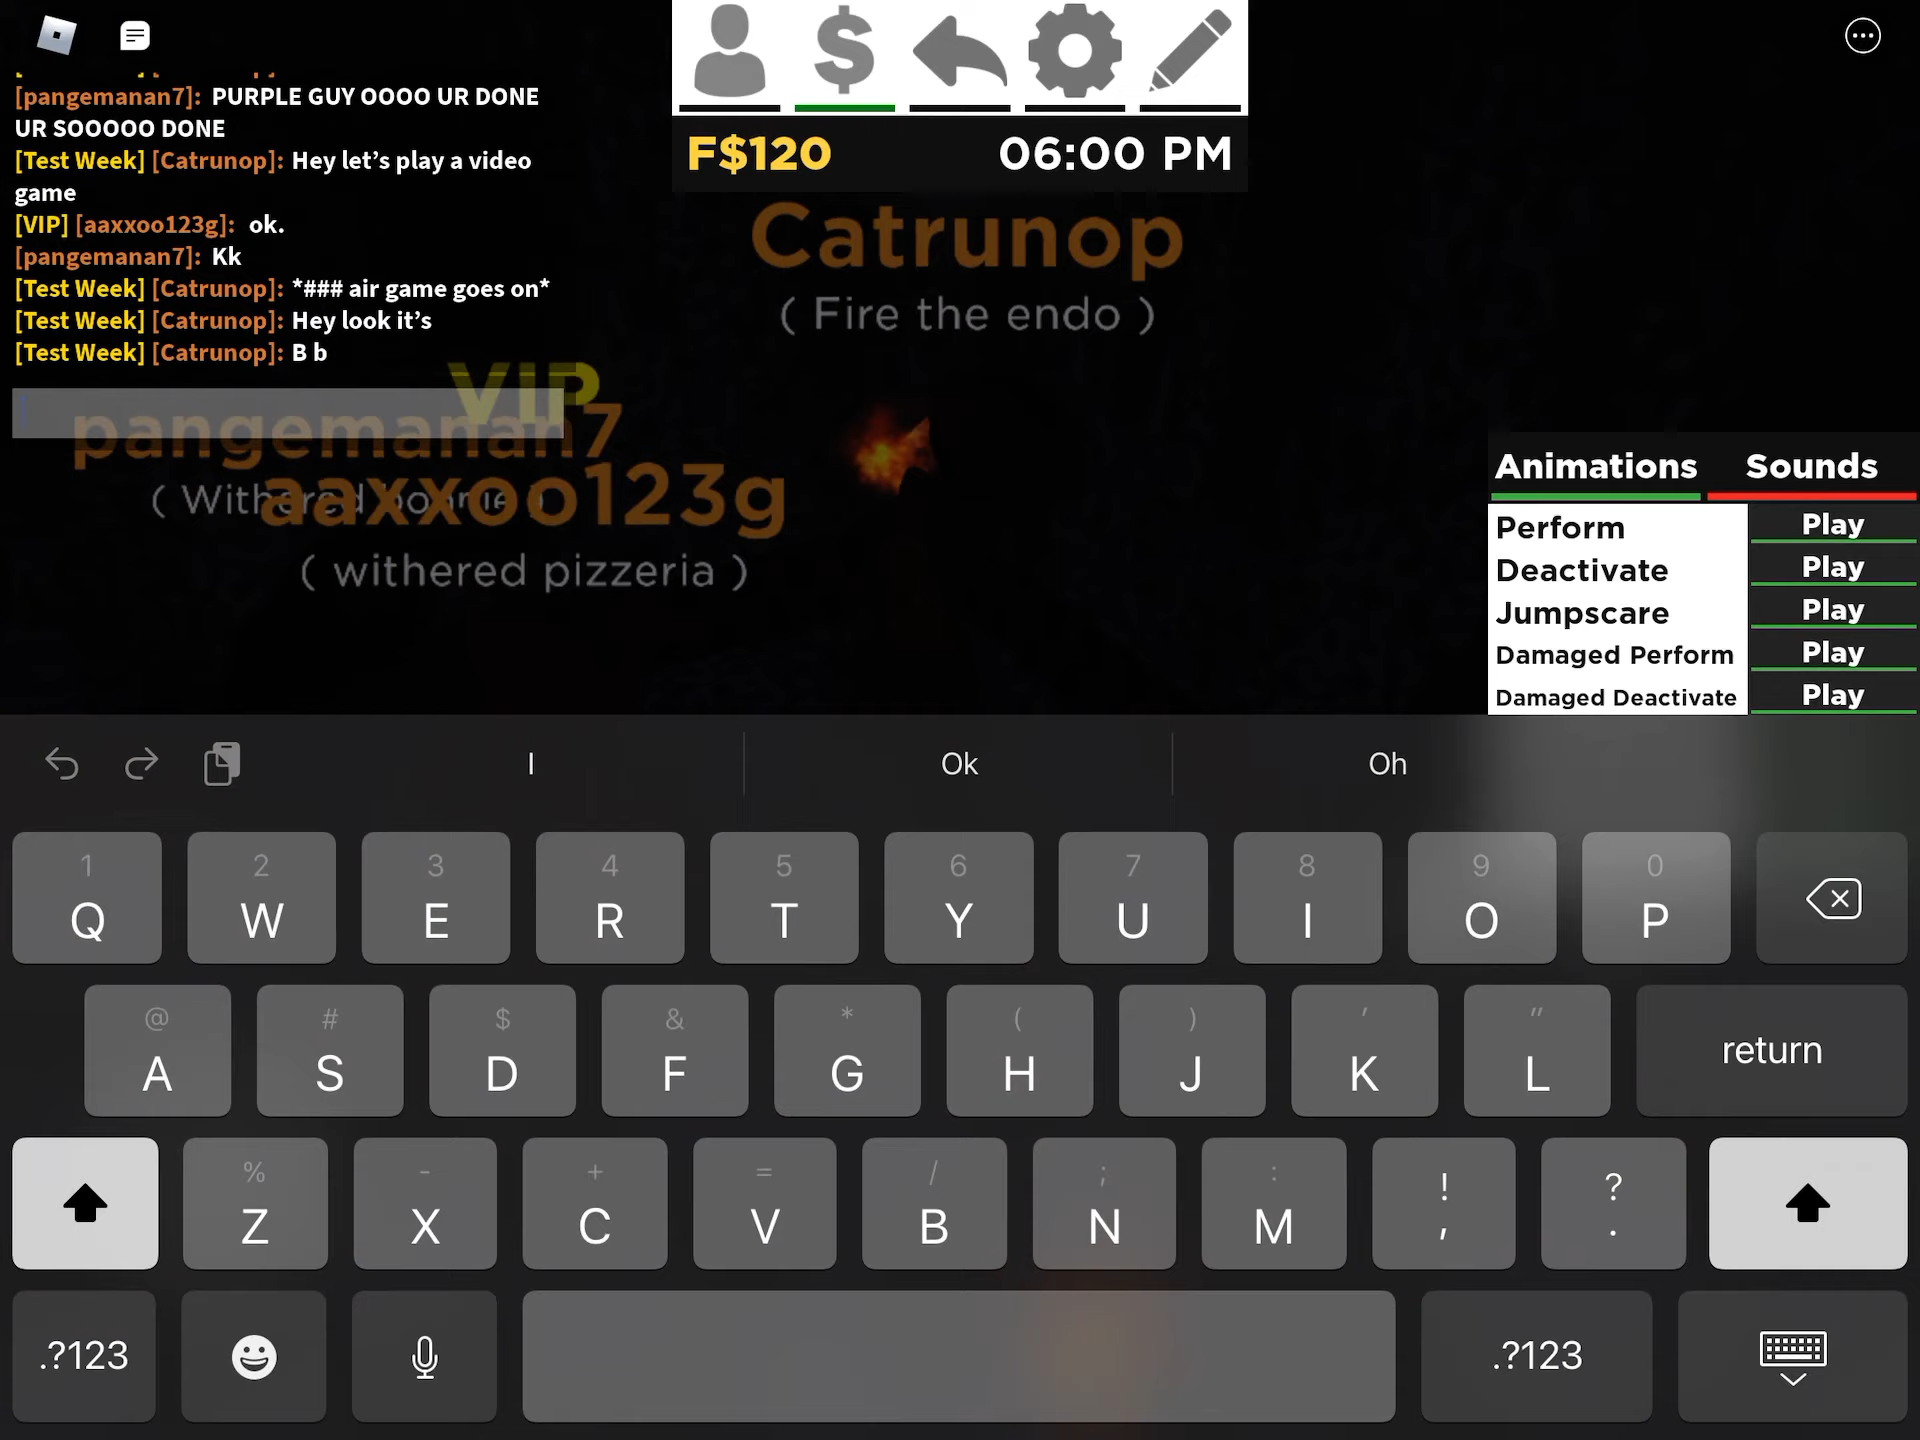 [pangemanan7]: PURPLE GUY OOOO UR DONE
UR SOOOOO DONE
[Test Week] [Catrunop]: Hey let’s play a video
game
[VIP] [aaxxoo123g]: ok.
[pangemanan7]: Kk
[Test Week] [Catrunop]: *### air game goes on*
[Test Week] [Catrunop]: Hey look it’s
[Test Week] [Catrunop]: B b
F$120 06:00 PM
Catrunop
( Fire the endo )
VIP
pangemanan7
( Withered bonnie )
aaxxoo123g
( withered pizzeria )
Animations Sounds
Perform Play
Deactivate Play
Jumpscare Play
Damaged Perform Play
Damaged Deactivate Play
I Ok Oh
1 2 3 4 5 6 7 8 9 0
Q W E R T Y U I O P
@ # $ & * ( ) ' "
A S D F G H J K L return
% - + = / ; : ! ?
Z X C V B N M , .
.?123 .?123